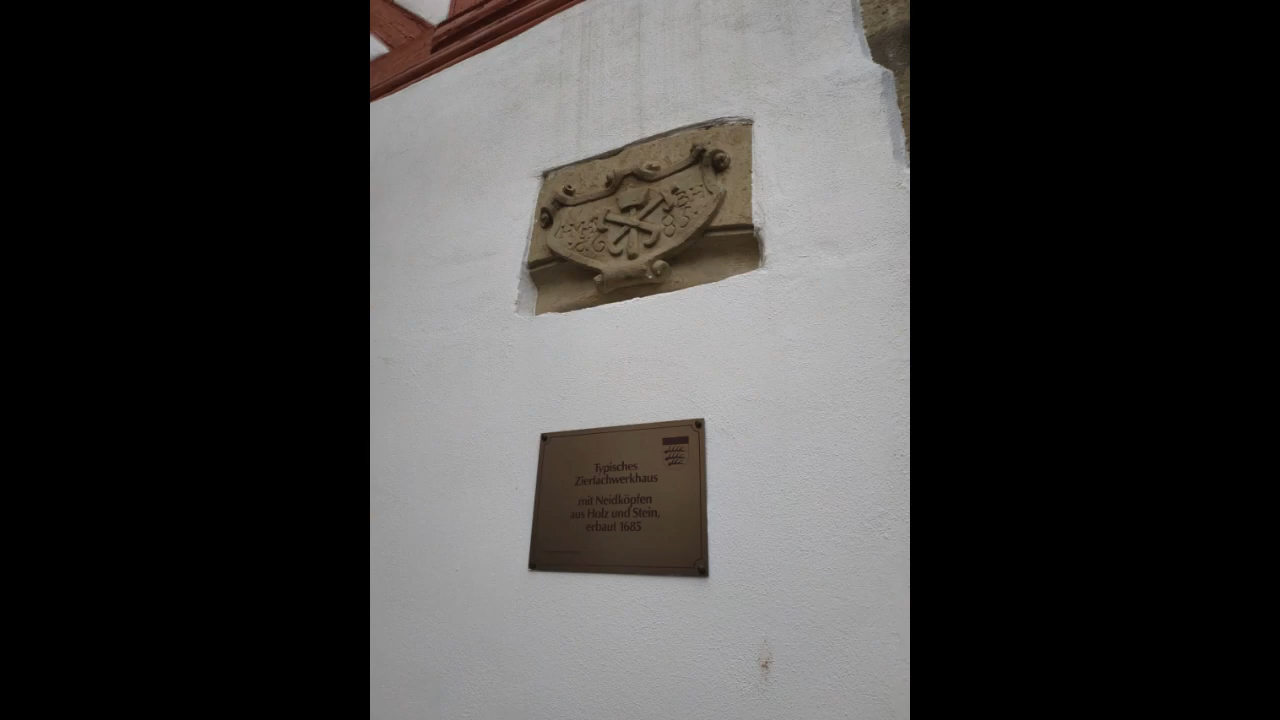 Typisches
Zierfachwerkhaus
mit Neidköpfen
aus Holz und Stein,
erbaut 1685